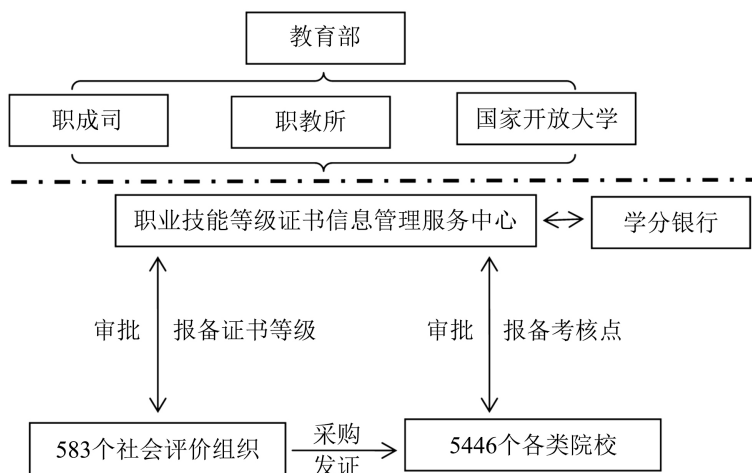 教育部
职成司
职教所
国家开放大学
职业技能等级证书信息管理服务中心
学分银行
审批
报备证书等级
审批
报备考核点
583个社会评价组织
采购
发证
5446个各类院校